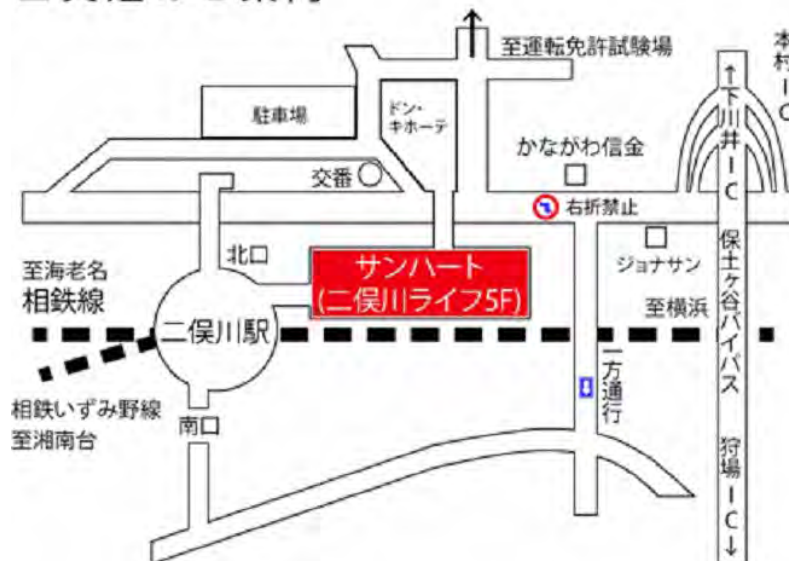 至運転免許試験場
本村IC
↑下川井IC
駐車場
ドン・
キホーテ
かながわ信金
交番
右折禁止
北口
サンハート
(二俣川ライフ5F)
ジョナサン
至海老名
相鉄線
二俣川駅
至横浜
保土ヶ谷バイパス
一方通行
相鉄いずみ野線
至湘南台
南口
狩場IC↓